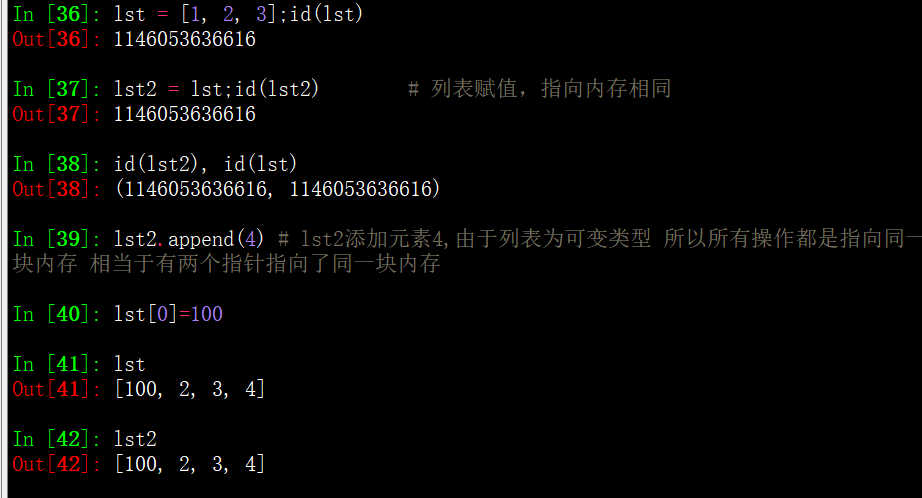 In [36]: lst = [1, 2, 3];id(lst)
Out[36]: 1146053636616
In [37]: lst2 = lst;id(lst2)        # 列表赋值，指向内存相同
Out[37]: 1146053636616
In [38]: id(lst2), id(lst)
Out[38]: (1146053636616, 1146053636616)
In [39]: lst2.append(4) # lst2添加元素4,由于列表为可变类型 所以所有操作都是指向同一
块内存 相当于有两个指针指向了同一块内存
In [40]: lst[0]=100
In [41]: lst
Out[41]: [100, 2, 3, 4]
In [42]: lst2
Out[42]: [100, 2, 3, 4]